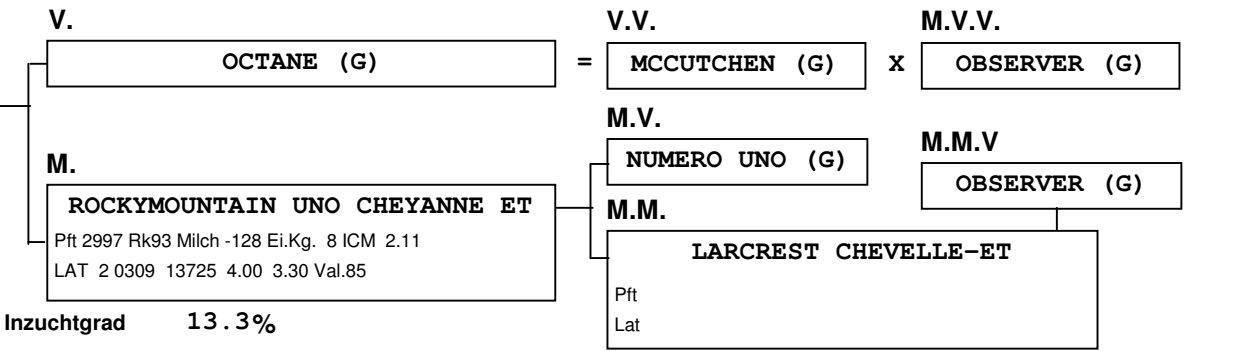 V.
V.V.
M.V.V.
OCTANE (G)
=
MCCUTCHEN (G)
X
OBSERVER (G)
M.V.
NUMERO UNO (G)
M.M.V
OBSERVER (G)
M.
ROCKYMOUNTAIN UNO CHEYANNE ET
Pft 2997 Rk93 Milch -128 Ei.Kg. 8 ICM 2.11
LAT 2 0309 13725 4.00 3.30 Val.85
M.M.
LARCREST CHEVELLE-ET
Pft
Lat
Inzuchtgrad 13.3%